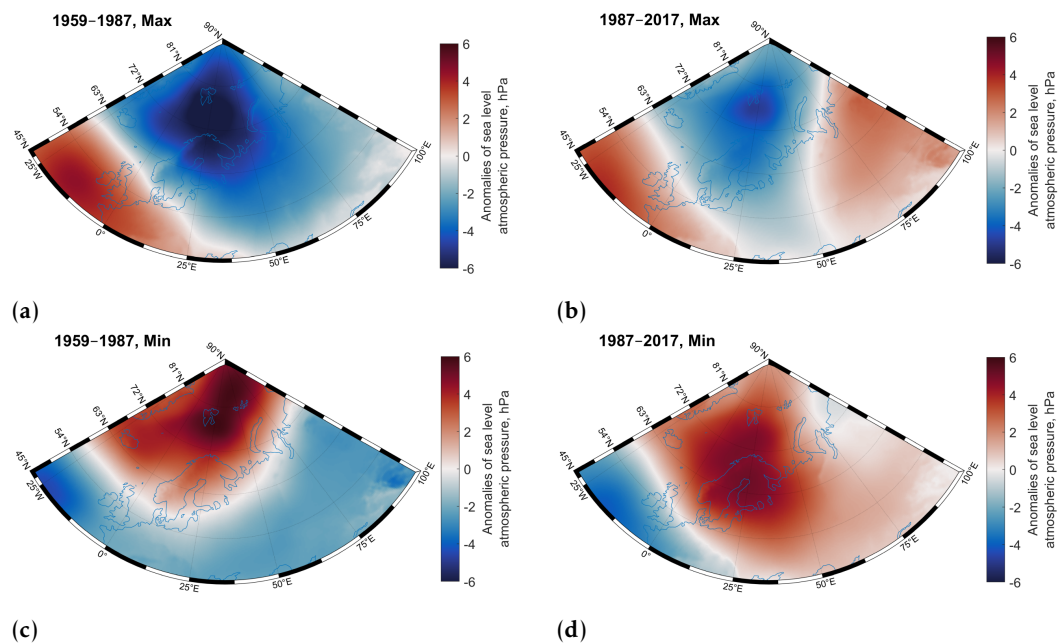 1959–1987, Max
90°N
81°N
72°N
63°N
54°N
45°N
25°W
0°
25°E
50°E
75°E
100°E
6
4
2
0
-2
-4
-6
Anomalies of sea level
atmospheric pressure, hPa
(a)
1987–2017, Max
90°N
81°N
72°N
63°N
54°N
45°N
25°W
0°
25°E
50°E
75°E
100°E
6
4
2
0
-2
-4
-6
Anomalies of sea level
atmospheric pressure, hPa
(b)
1959–1987, Min
90°N
81°N
72°N
63°N
54°N
45°N
25°W
0°
25°E
50°E
75°E
100°E
6
4
2
0
-2
-4
-6
Anomalies of sea level
atmospheric pressure, hPa
(c)
1987–2017, Min
90°N
81°N
72°N
63°N
54°N
45°N
25°W
0°
25°E
50°E
75°E
100°E
6
4
2
0
-2
-4
-6
Anomalies of sea level
atmospheric pressure, hPa
(d)